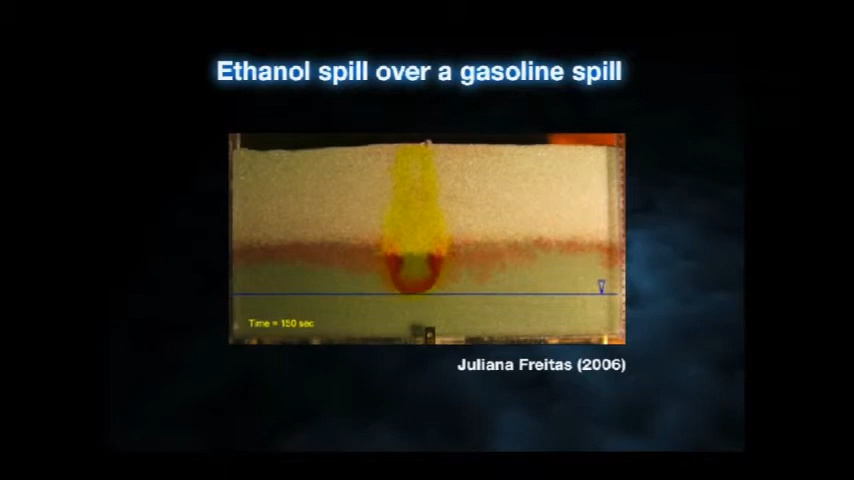 Ethanol spill over a gasoline spill
Time = 150 sec
Juliana Freitas (2006)